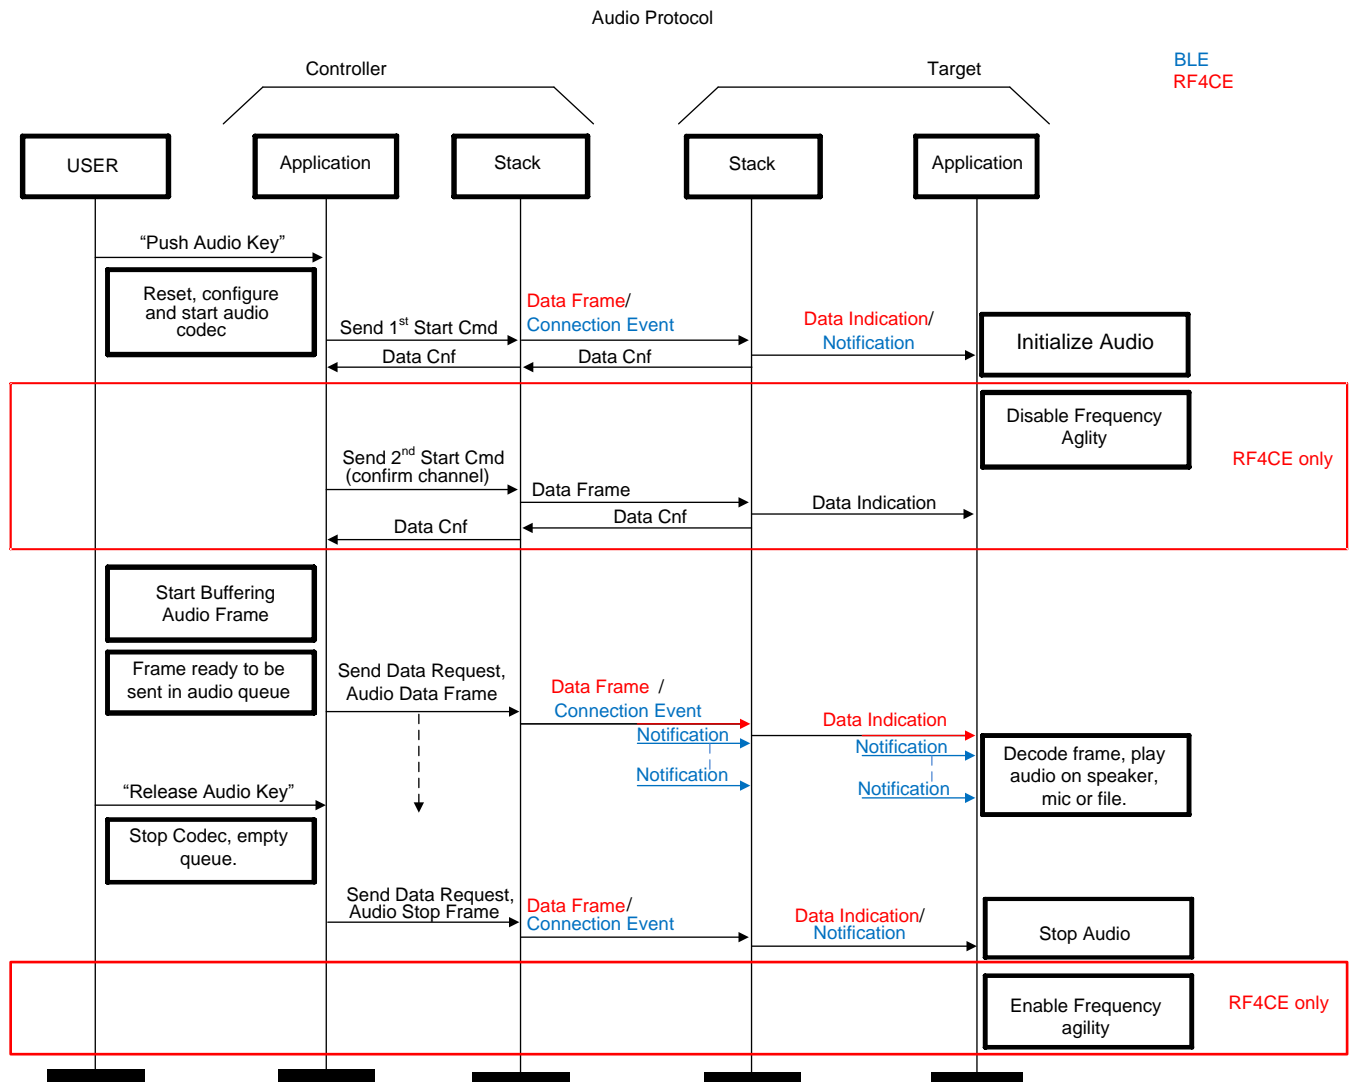 Audio Protocol
BLE
RF4CE
Controller
Target
USER
Application
Stack
Stack
Application
“Push Audio Key”
Reset, configure
and start audio
codec
Send 1st Start Cmd
Data Frame/
Connection Event
Data Indication/
Notification
Initialize Audio
Data Cnf
Data Cnf
Disable Frequency
Aglity
RF4CE only
Send 2nd Start Cmd
(confirm channel)
Data Frame
Data Indication
Data Cnf
Data Cnf
Start Buffering
Audio Frame
Frame ready to be
sent in audio queue
Send Data Request,
Audio Data Frame
Data Frame /
Connection Event
Notification
Notification
Data Indication
Notification
Notification
Decode frame, play
audio on speaker,
mic or file.
“Release Audio Key”
Stop Codec, empty
queue.
Send Data Request,
Audio Stop Frame
Data Frame/
Connection Event
Data Indication/
Notification
Stop Audio
Enable Frequency
agility
RF4CE only